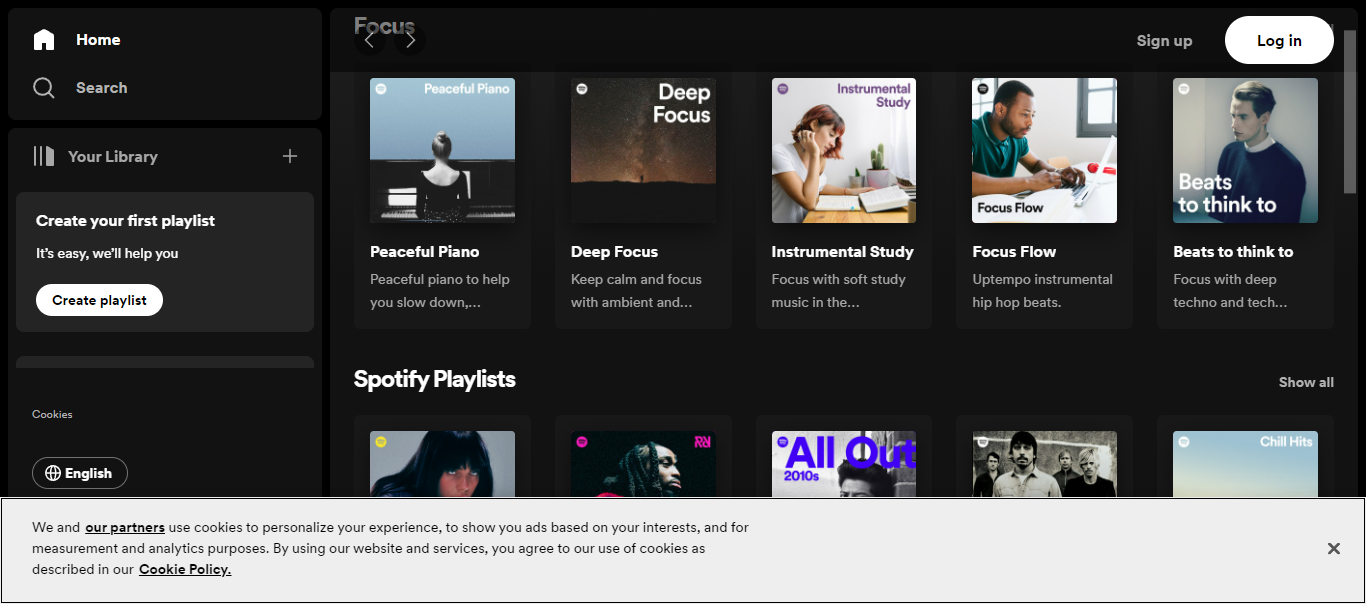 Home
Search
Your Library
Create your first playlist
It's easy, we'll help you
Create playlist
Cookies
English
Focus
Sign up
Log in
Peaceful Piano
Deep
Focus
Instrumental
Study
Focus Flow
Beats
to think to
Peaceful Piano
Peaceful piano to help
you slow down,...
Deep Focus
Keep calm and focus
with ambient and...
Instrumental Study
Focus with soft study
music in the...
Focus Flow
Uptempo instrumental
hip hop beats.
Beats to think to
Focus with deep
techno and tech...
Spotify Playlists
Show all
All Out
2010s
Chill Hits
We and our partners use cookies to personalize your experience, to show you ads based on your interests, and for
measurement and analytics purposes. By using our website and services, you agree to our use of cookies as
described in our Cookie Policy.